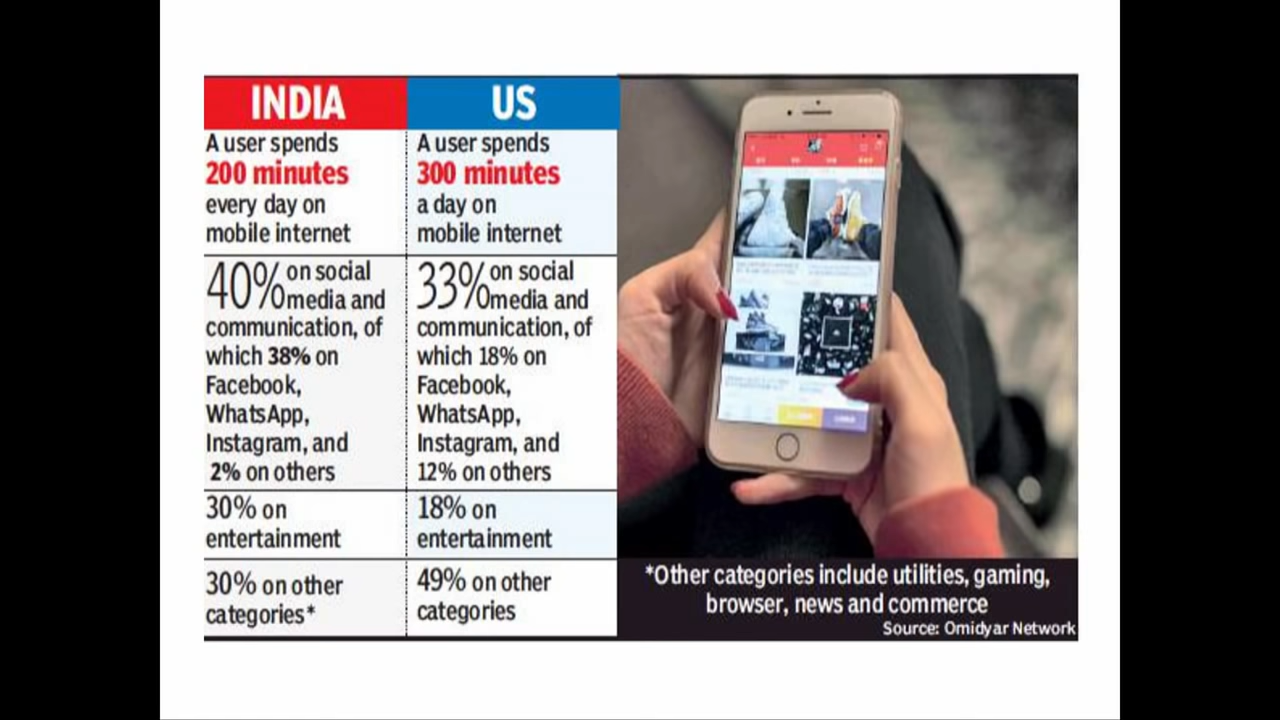 INDIA
A user spends
200 minutes
every day on
mobile internet
40% on social
media and
communication, of
which 38% on
Facebook,
WhatsApp,
Instagram, and
2% on others
30% on
entertainment
30% on other
categories*
US
A user spends
300 minutes
a day on
mobile internet
33% on social
media and
communication, of
which 18% on
Facebook,
WhatsApp,
Instagram, and
12% on others
18% on
entertainment
49% on other
categories
*Other categories include utilities, gaming,
browser, news and commerce
Source: Omidyar Network